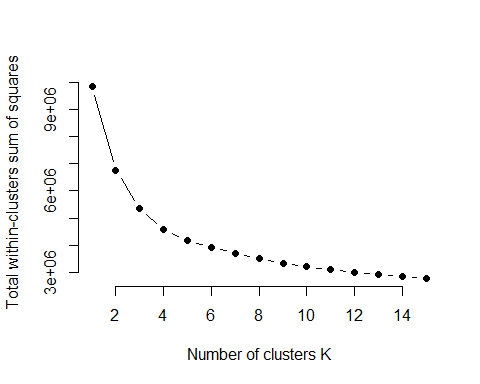 Total within-clusters sum of squares
9e+06
6e+06
3e+06
2 4 6 8 10 12 14
Number of clusters K